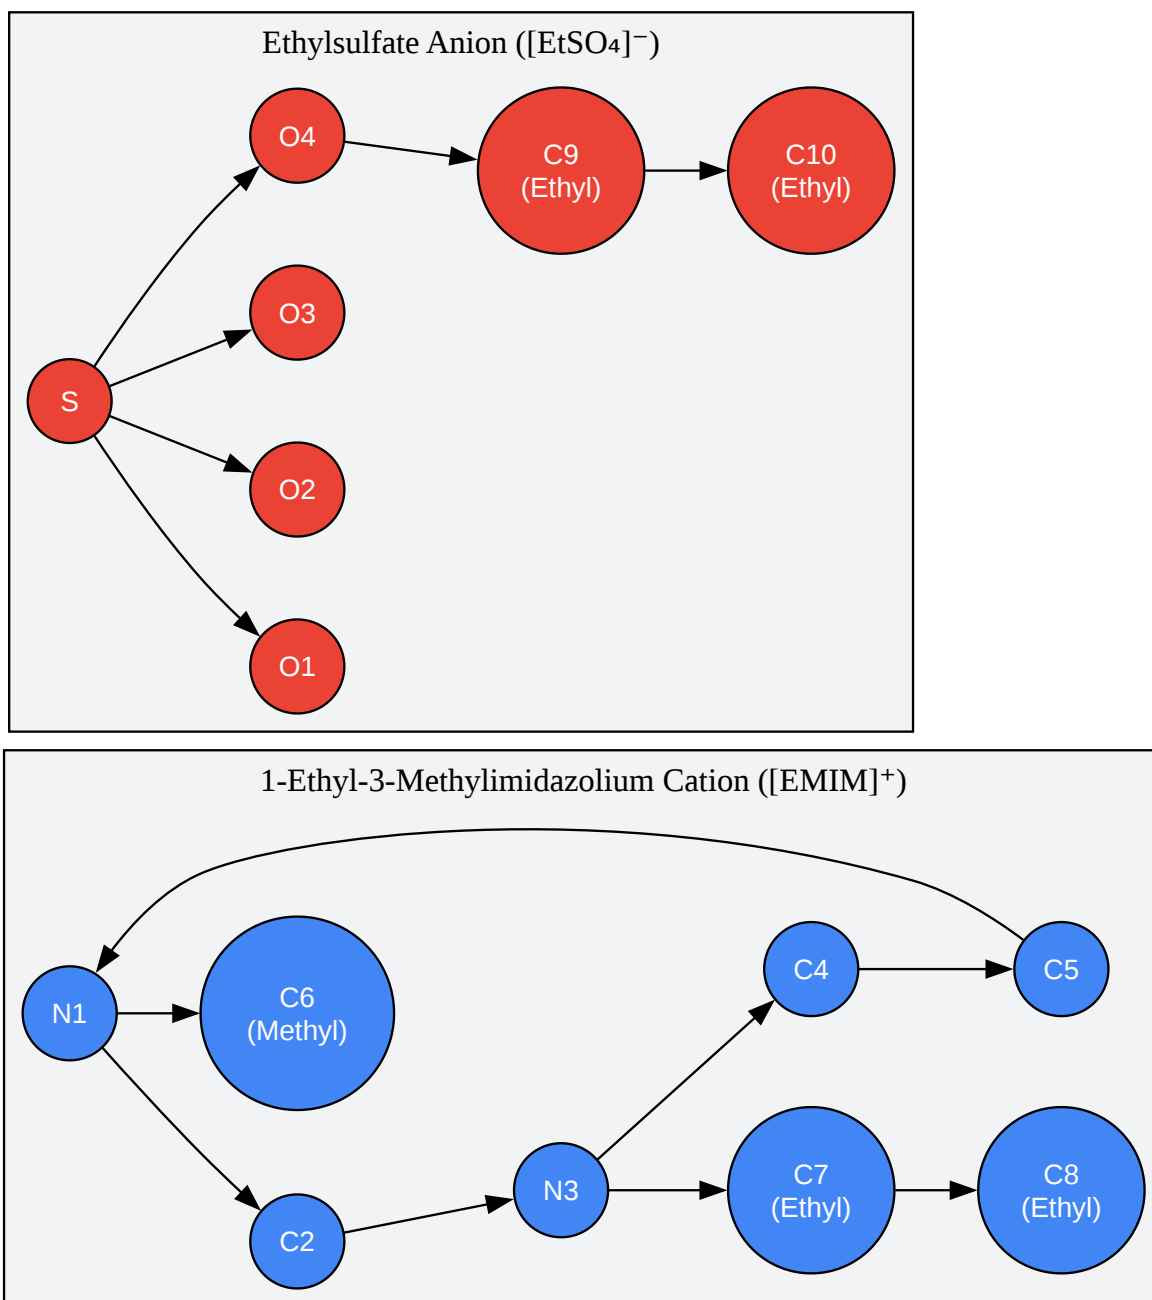 Ethylsulfate Anion ([EtSO₄]⁻)
O4
C9
(Ethyl)
C10
(Ethyl)
O3
S
O2
O1
1-Ethyl-3-Methylimidazolium Cation ([EMIM]⁺)
N1
C6
(Methyl)
C4
C5
C2
N3
C7
(Ethyl)
C8
(Ethyl)